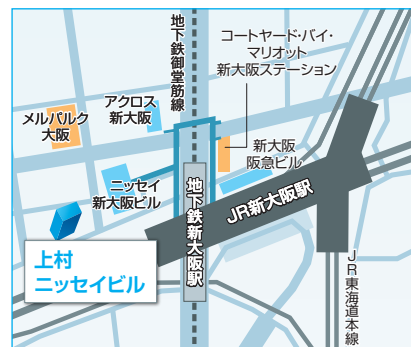 地下鉄御堂筋線
コートヤード・バイ・
マリオット
新大阪ステーション
アクロス
新大阪
メルパルク
大阪
新大阪
阪急ビル
ニッセイ
新大阪ビル
地下鉄新大阪駅
JR新大阪駅
上村
ニッセイビル
JR東海道本線